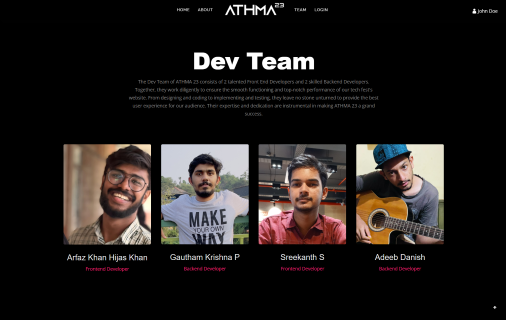 HOME ABOUT ATHMA 23 TEAM LOGIN John Doe
Dev Team
The Dev Team of ATHMA 23 consists of 2 talented Front End Developers and 2 skilled Backend Developers.
Together, they work diligently to ensure the smooth functioning and top-notch performance of our tech fest's
website. From designing and coding to implementing and testing, they leave no stone unturned to provide the best
user experience for our audience. Their expertise and dedication are instrumental in making ATHMA 23 a grand
success.
MAKE
YOUR OWN
WAY
Arfaz Khan Hijas Khan Gautham Krishna P Sreekanth S Adeeb Danish
Frontend Developer Backend Developer Frontend Developer Backend Developer